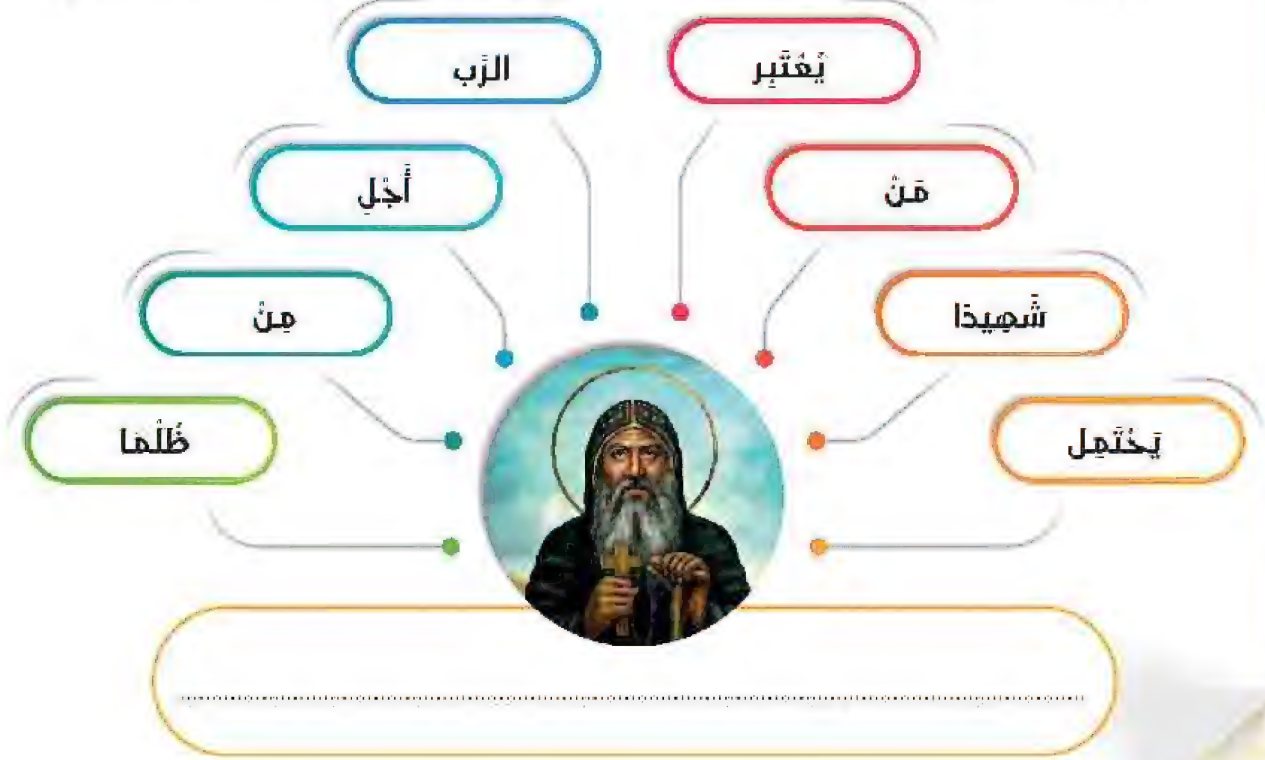 يُعْتَبِر
الرَّب
مَنْ
أَجْلِ
شَهِيدًا
مِنْ
يَحْتَمِل
ظُلْمًا